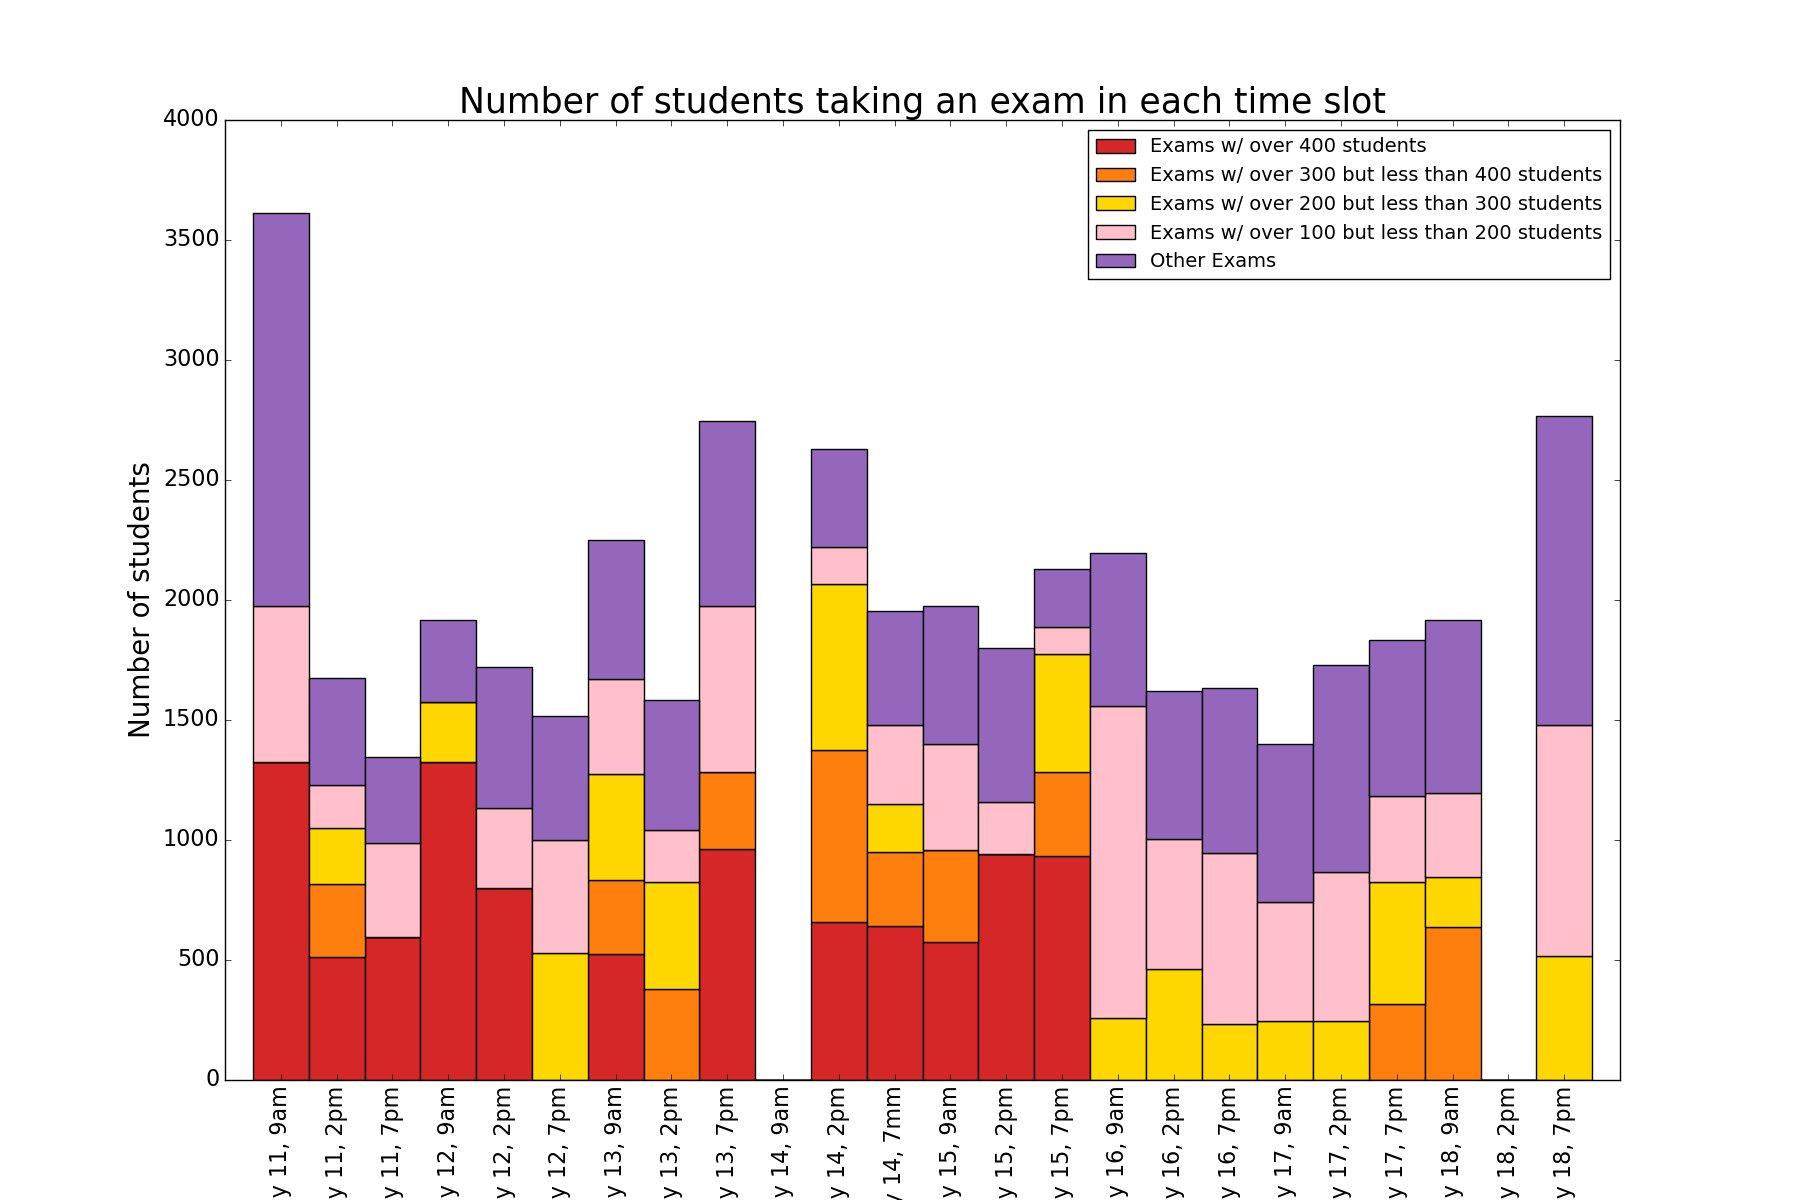 Number of students taking an exam in each time slot
Exams w/ over 400 students
Exams w/ over 300 but less than 400 students
Exams w/ over 200 but less than 300 students
Exams w/ over 100 but less than 200 students
Other Exams
Number of students
4000
3500
3000
2500
2000
1500
1000
500
0
y 11, 9am
y 11, 2pm
y 11, 7pm
y 12, 9am
y 12, 2pm
y 12, 7pm
y 13, 9am
y 13, 2pm
y 13, 7pm
y 14, 9am
y 14, 2pm
y 14, 7mm
y 15, 9am
y 15, 2pm
y 15, 7pm
y 16, 9am
y 16, 2pm
y 16, 7pm
y 17, 9am
y 17, 2pm
y 17, 7pm
y 18, 9am
y 18, 2pm
y 18, 7pm